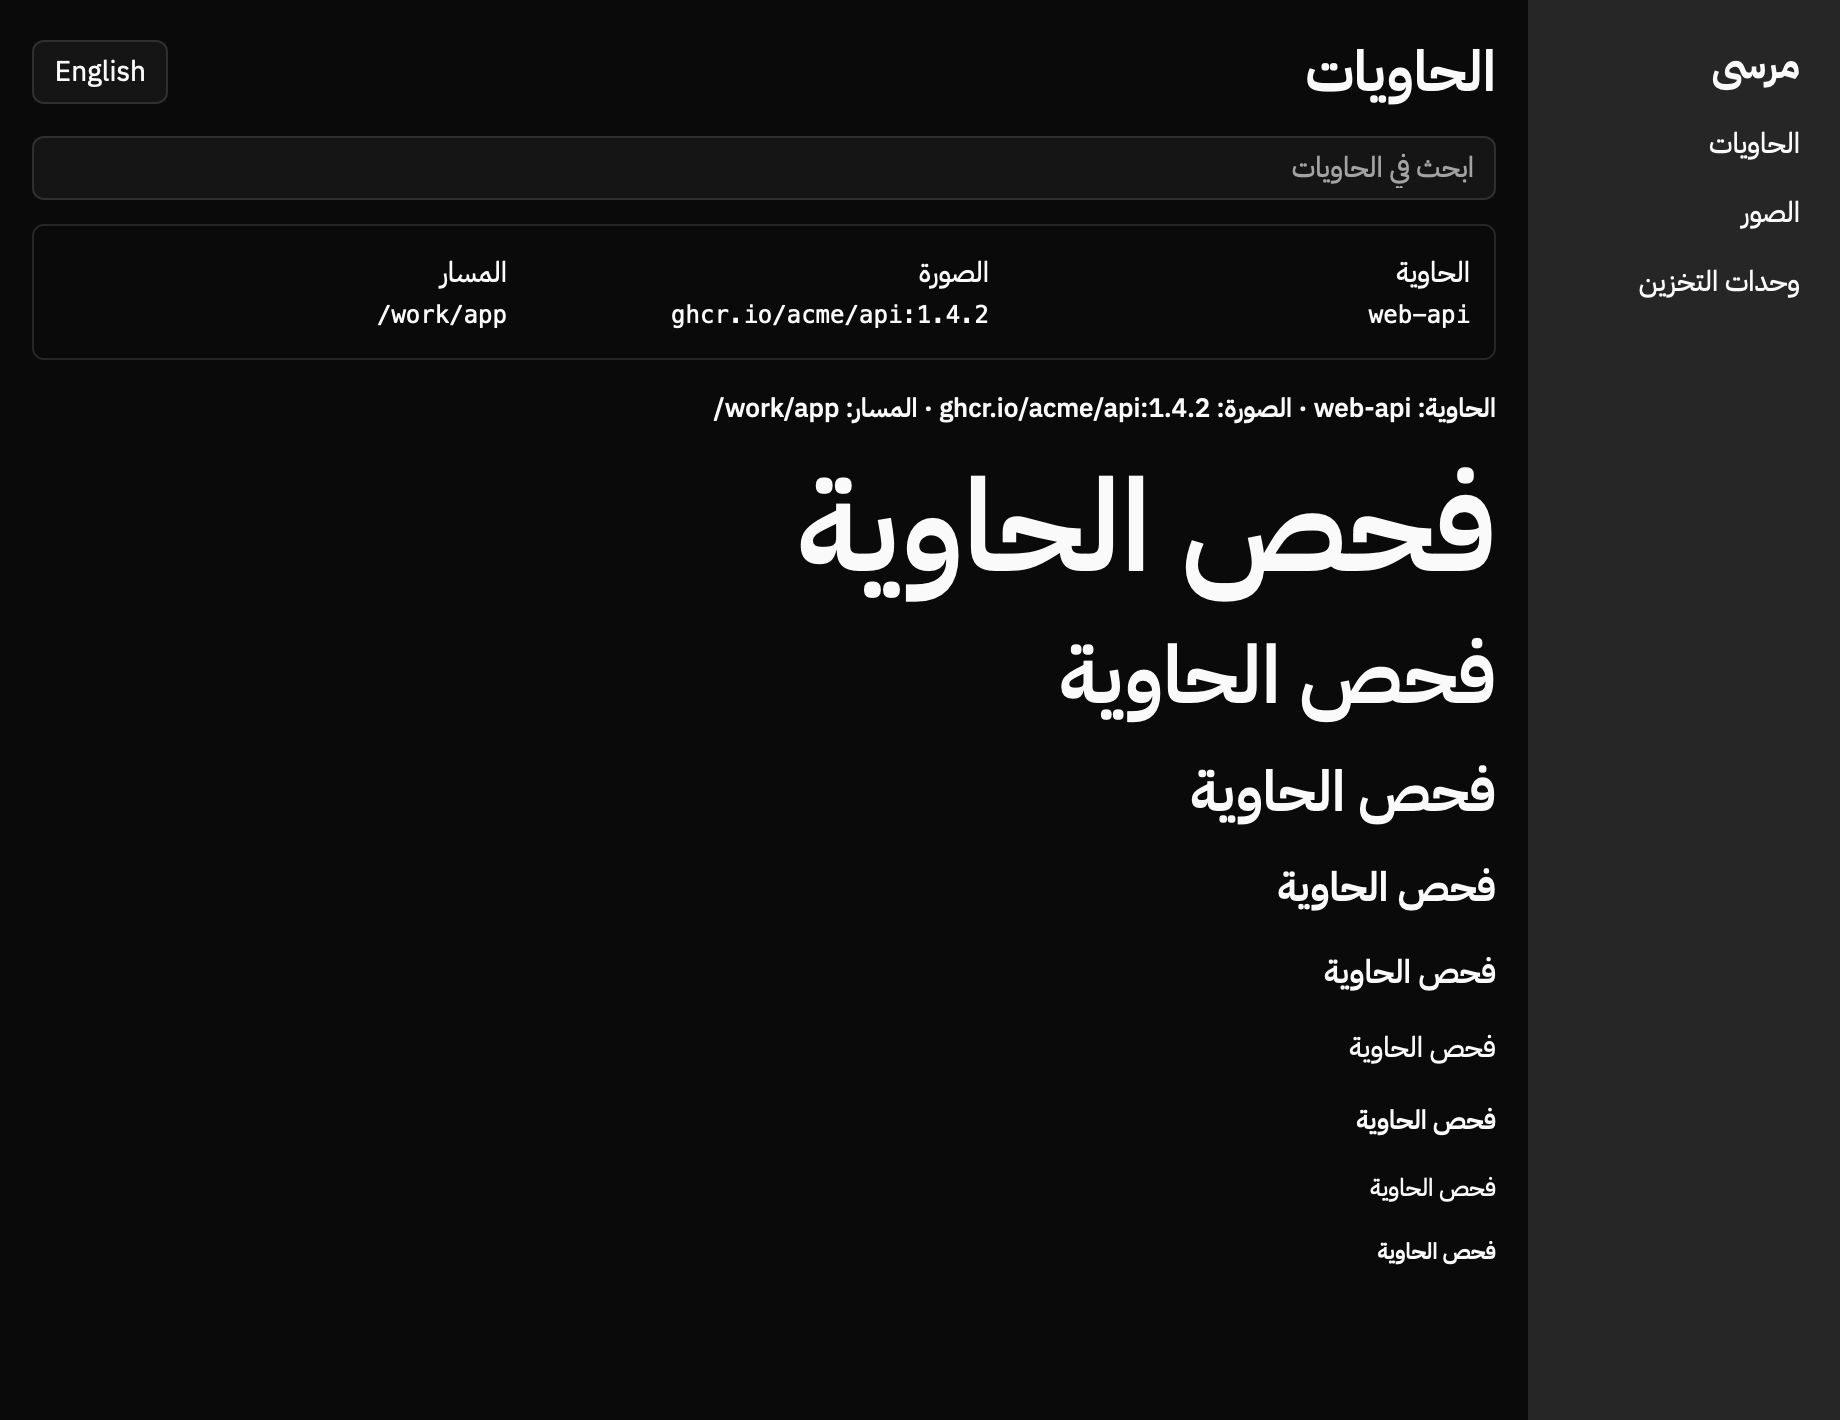 مرسى
الحاويات
الصور
وحدات التخزين
الحاويات
English
ابحث في الحاويات
الحاوية
web-api
الصورة
ghcr.io/acme/api:1.4.2
المسار
/work/app
الحاوية: web-api · الصورة: ghcr.io/acme/api:1.4.2 · المسار: /work/app
فحص الحاوية
فحص الحاوية
فحص الحاوية
فحص الحاوية
فحص الحاوية
فحص الحاوية
فحص الحاوية
فحص الحاوية
فحص الحاوية